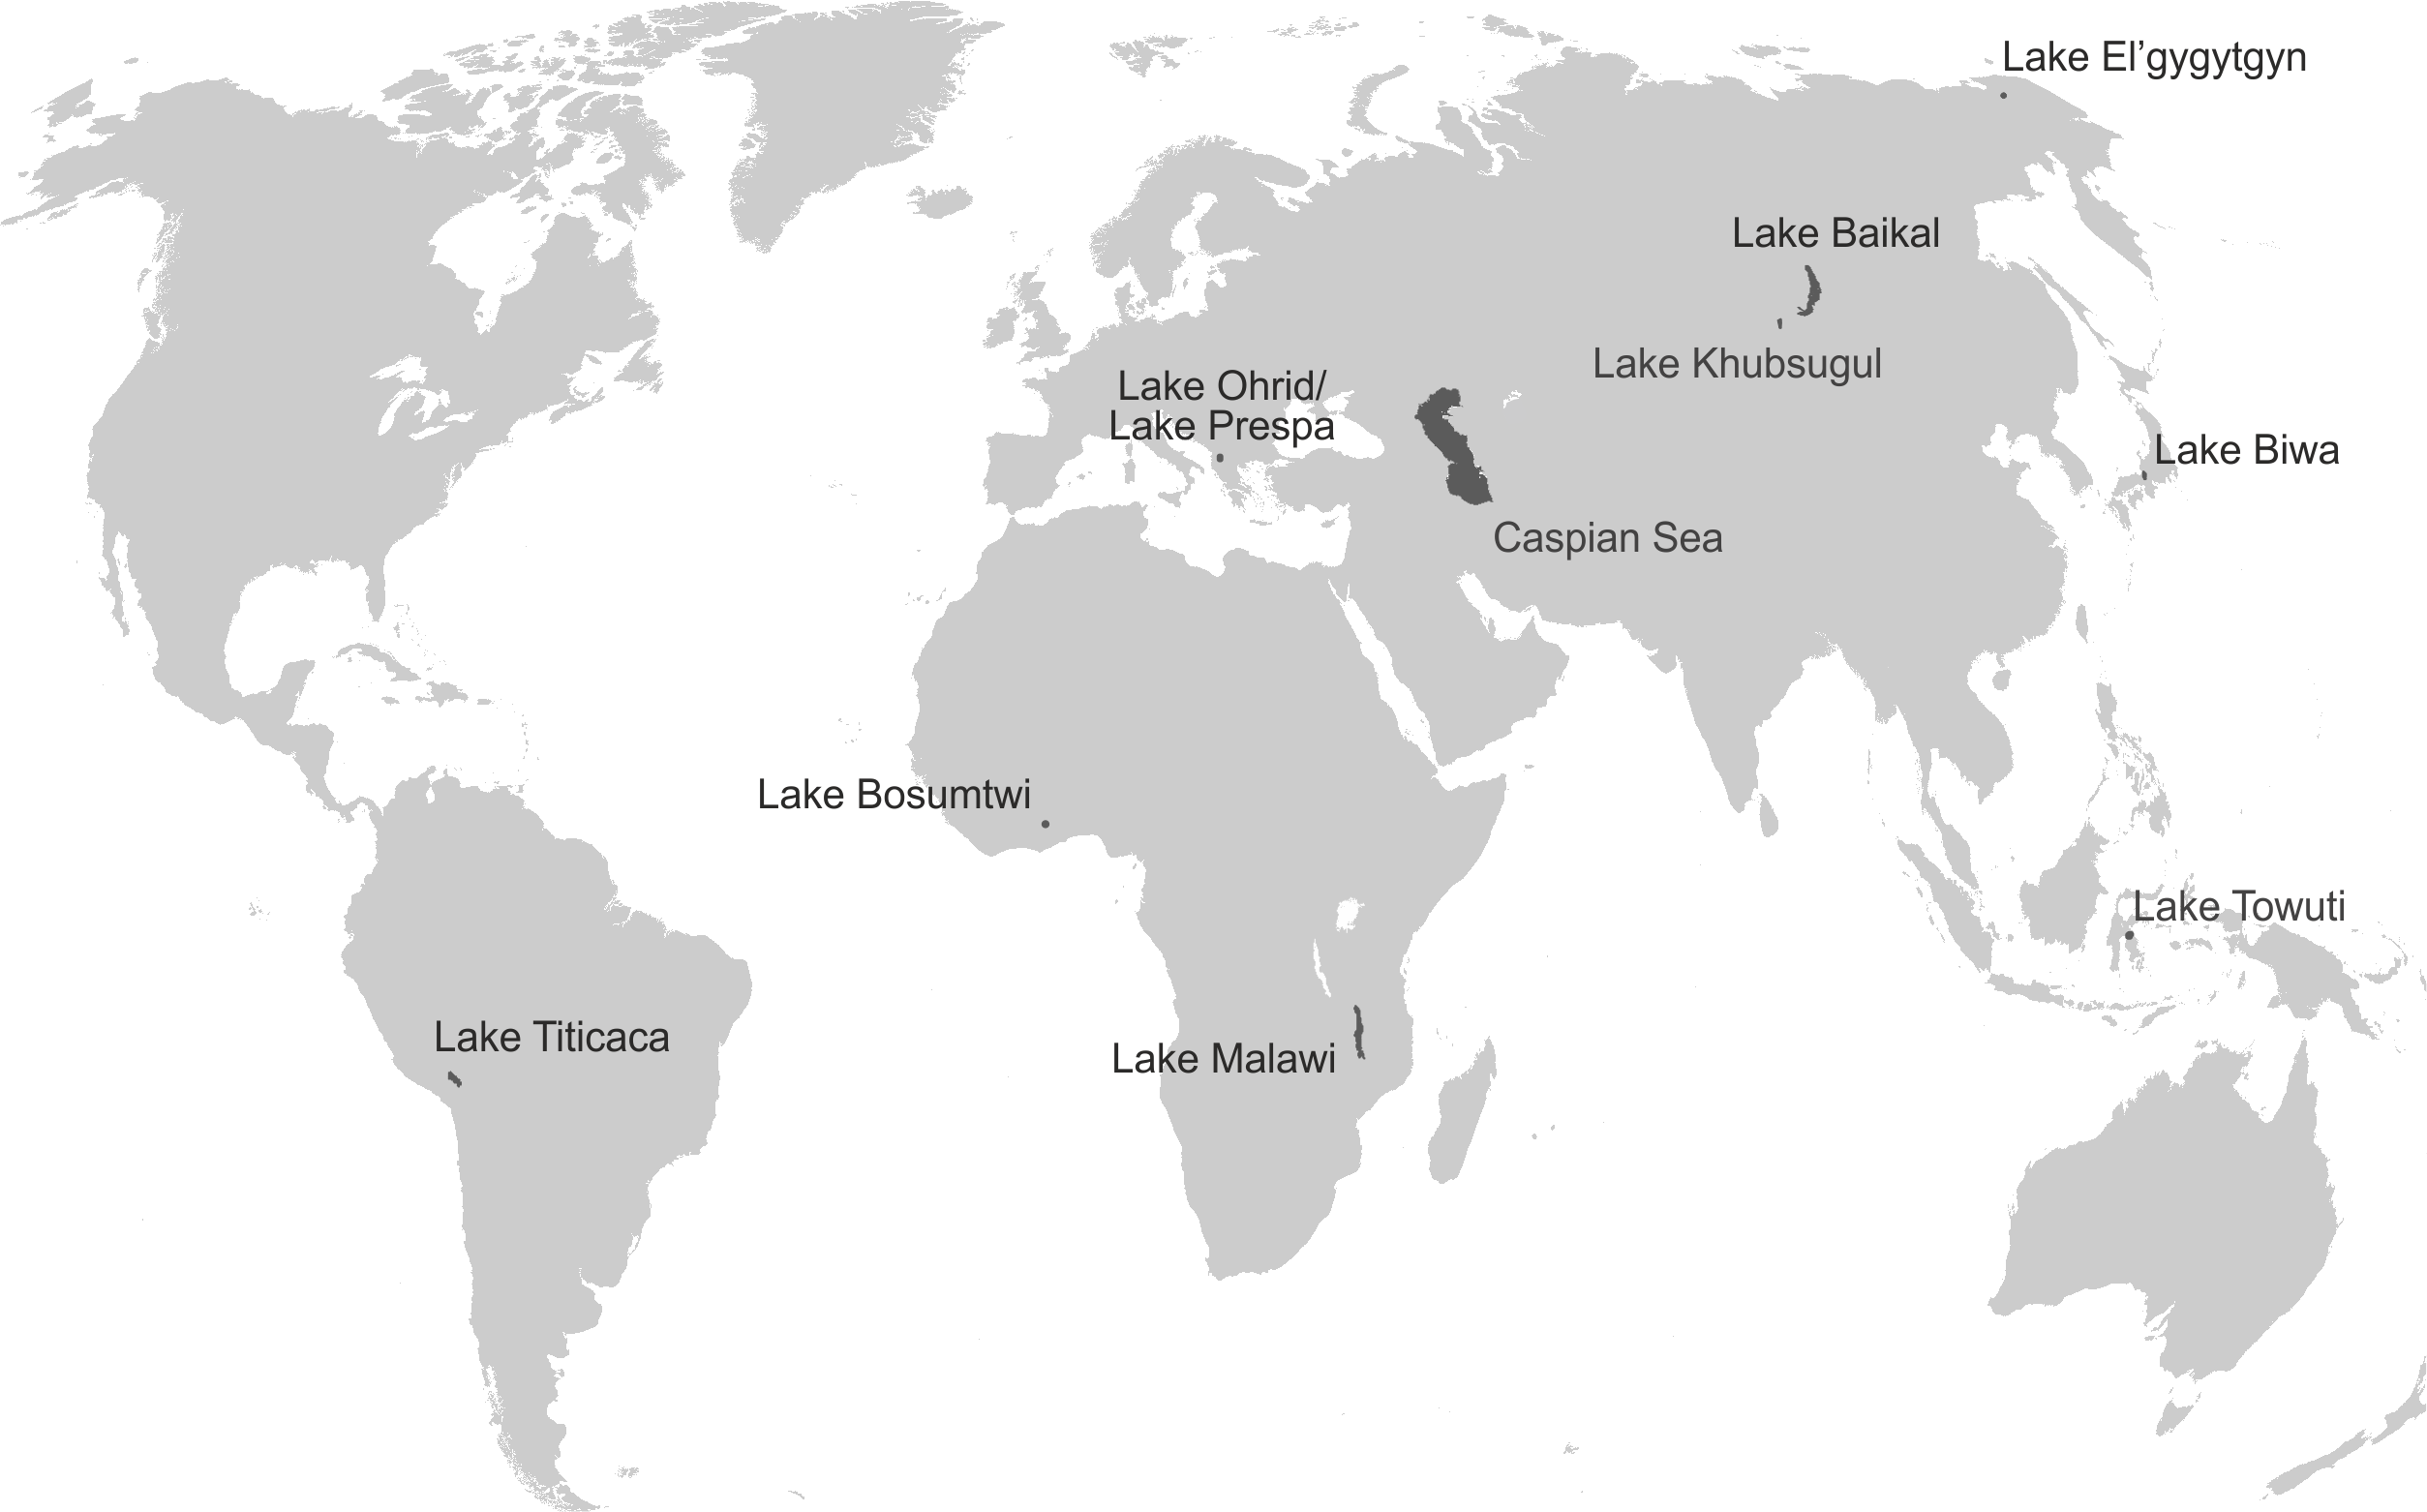 Lake El’gygytgyn
Lake Baikal
Lake Khubsugul
Lake Ohrid/
Lake Prespa
Lake Biwa
Caspian Sea
Lake Bosumtwi
Lake Towuti
Lake Titicaca
Lake Malawi